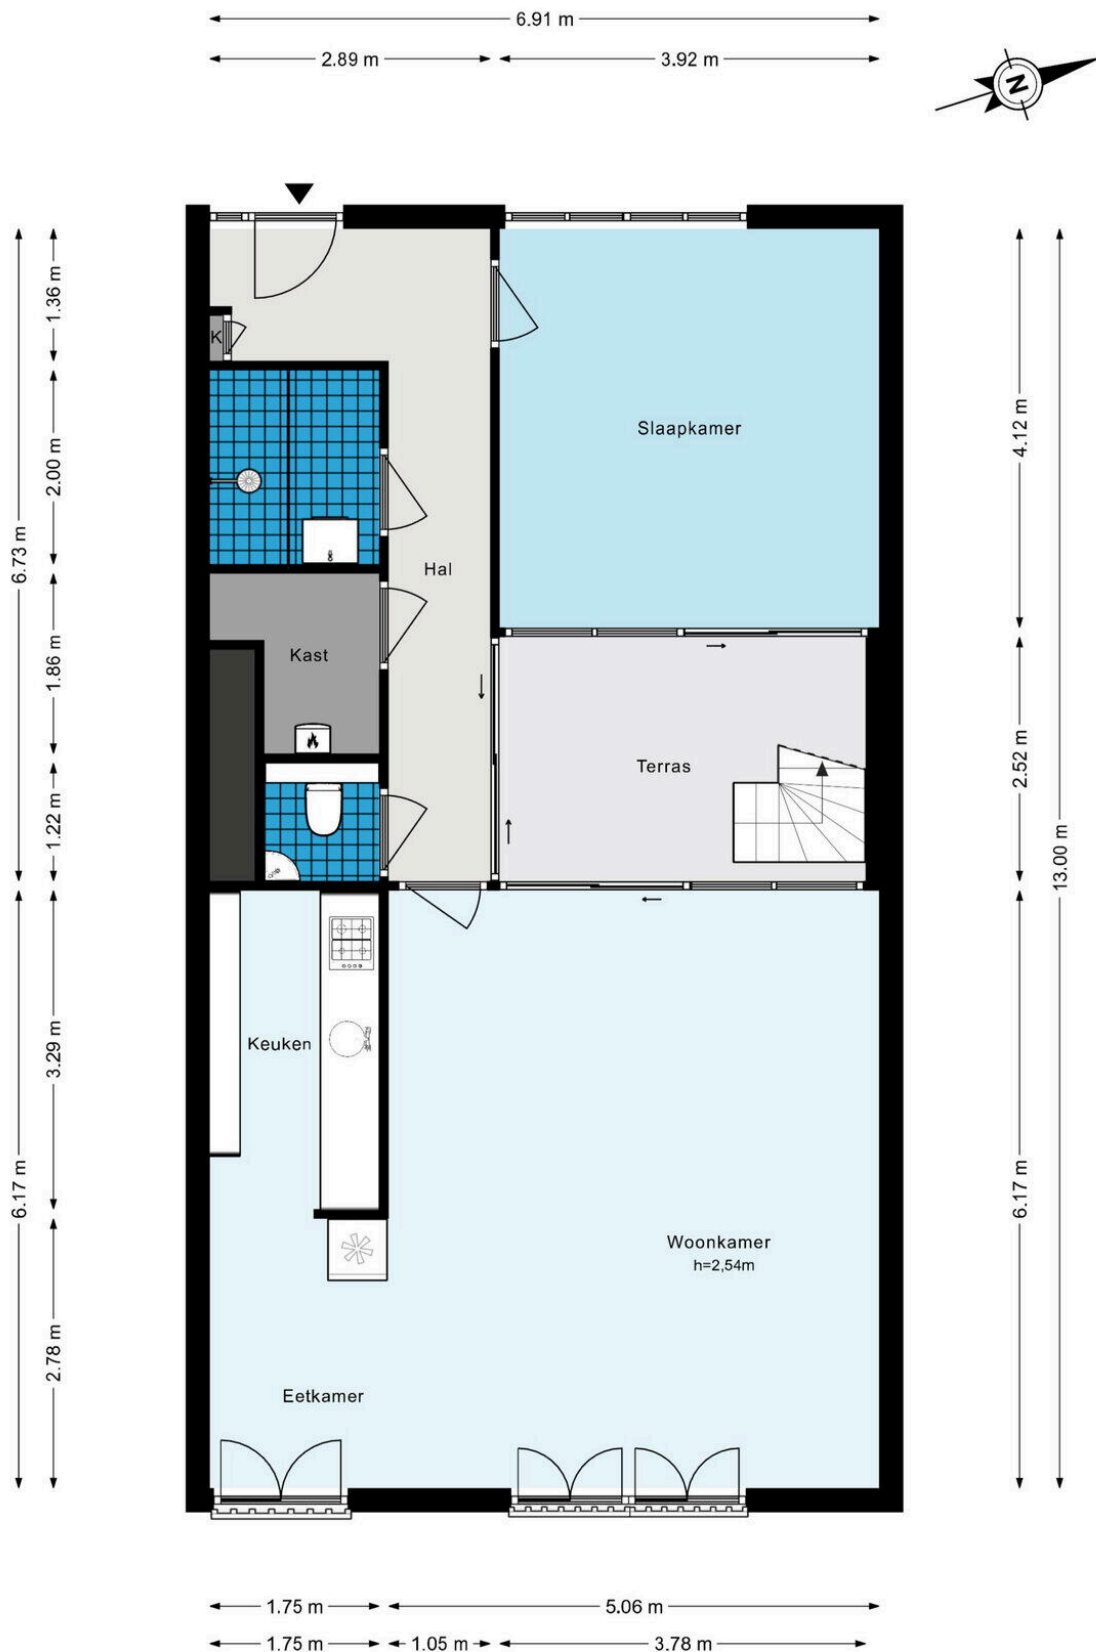 6.91 m
2.89 m
3.92 m
N
K
Slaapkamer
Hal
Kast
Terras
Keuken
Woonkamer
h=2,54m
Eetkamer
6.73 m
6.17 m
1.36 m
2.00 m
1.86 m
1.22 m
3.29 m
2.78 m
4.12 m
2.52 m
6.17 m
13.00 m
1.75 m
5.06 m
1.75 m
1.05 m
3.78 m